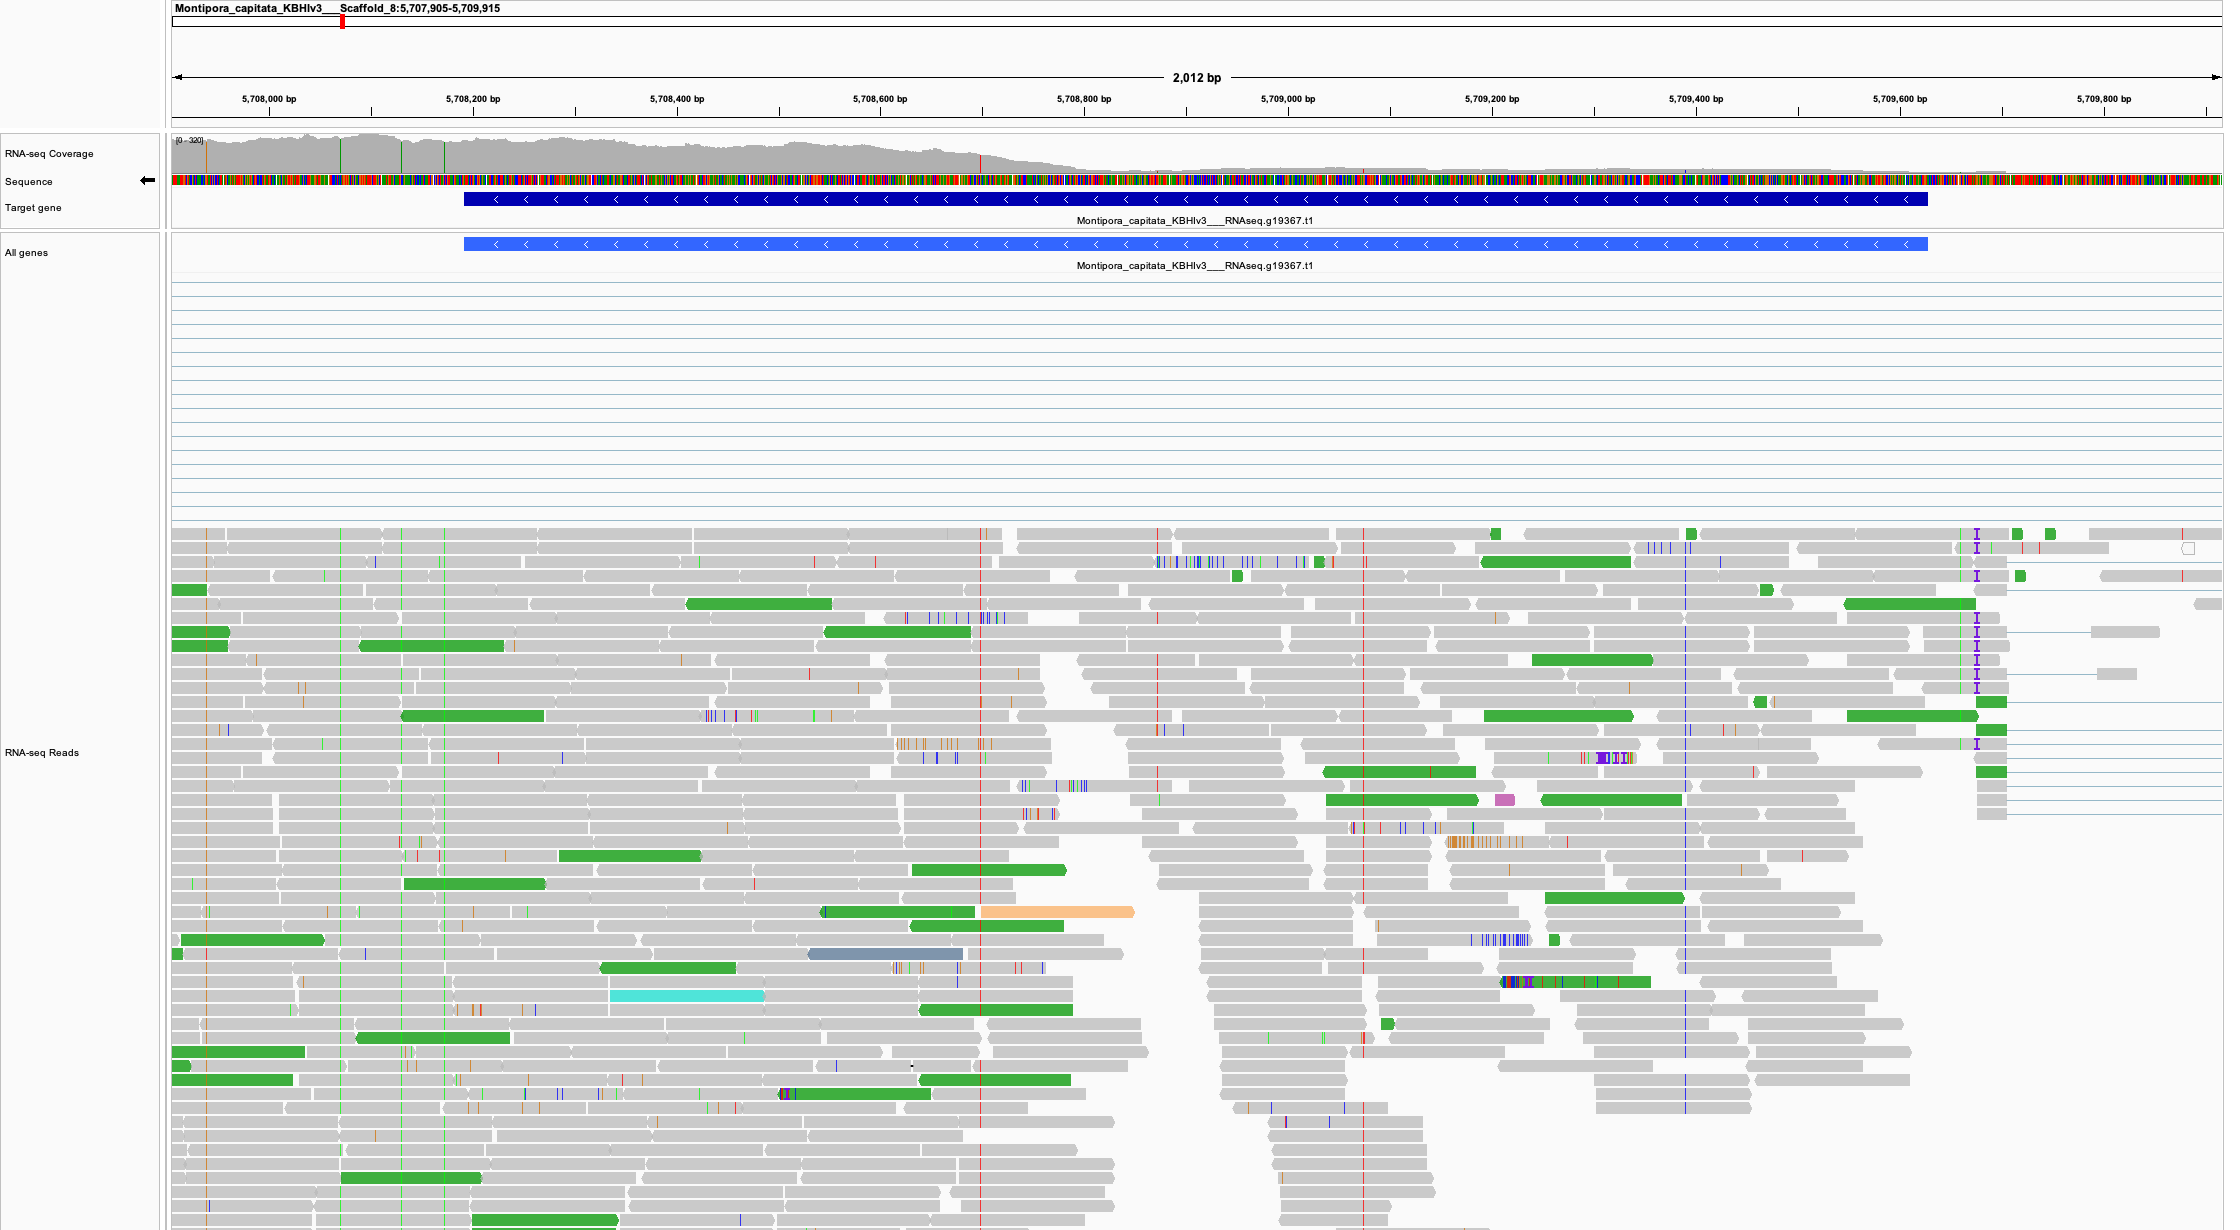 Montipora_capitata_KBHIv3___Scaffold_8:5,707,905-5,709,915
2,012 bp
5,708,000 bp 5,708,200 bp 5,708,400 bp 5,708,600 bp 5,708,800 bp 5,709,000 bp 5,709,200 bp 5,709,400 bp 5,709,600 bp 5,709,800 bp
[0 - 320]
RNA-seq Coverage
Sequence
Target gene
Montipora_capitata_KBHIv3___RNAseq.g19367.t1
All genes
Montipora_capitata_KBHIv3___RNAseq.g19367.t1
RNA-seq Reads